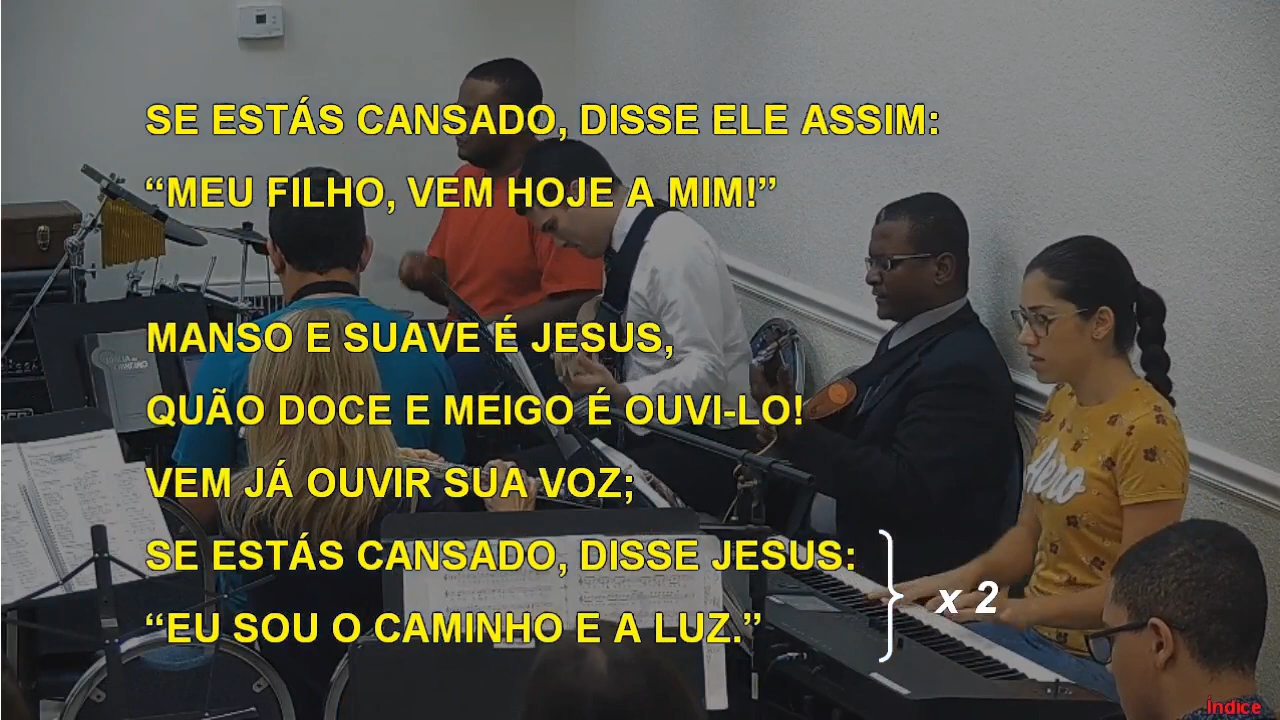 SE ESTÁS CANSADO, DISSE ELE ASSIM:
“MEU FILHO, VEM HOJE A MIM!”
MANSO E SUAVE É JESUS,
QUÃO DOCE E MEIGO É OUVI-LO!
VEM JÁ OUVIR SUA VOZ;
SE ESTÁS CANSADO, DISSE JESUS:
“EU SOU O CAMINHO E A LUZ.”
x 2
Aero
Índice